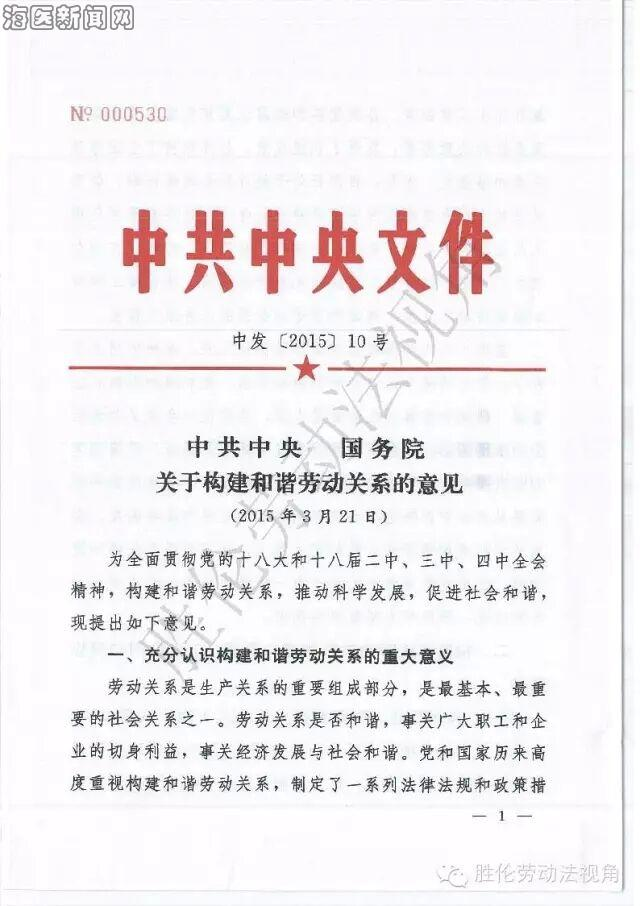 海医新闻网
№ 000530
中共中央文件
中发〔2015〕10号
中共中央 国务院
关于构建和谐劳动关系的意见
(2015年3月21日)
为全面贯彻党的十八大和十八届二中、三中、四中全会
精神，构建和谐劳动关系，推动科学发展，促进社会和谐，
现提出如下意见。
一、充分认识构建和谐劳动关系的重大意义
劳动关系是生产关系的重要组成部分，是最基本、最重
要的社会关系之一。劳动关系是否和谐，事关广大职工和企
业的切身利益，事关经济发展与社会和谐。党和国家历来高
度重视构建和谐劳动关系，制定了一系列法律法规和政策措
— 1 —
胜伦劳动法视角
胜伦劳动法视角